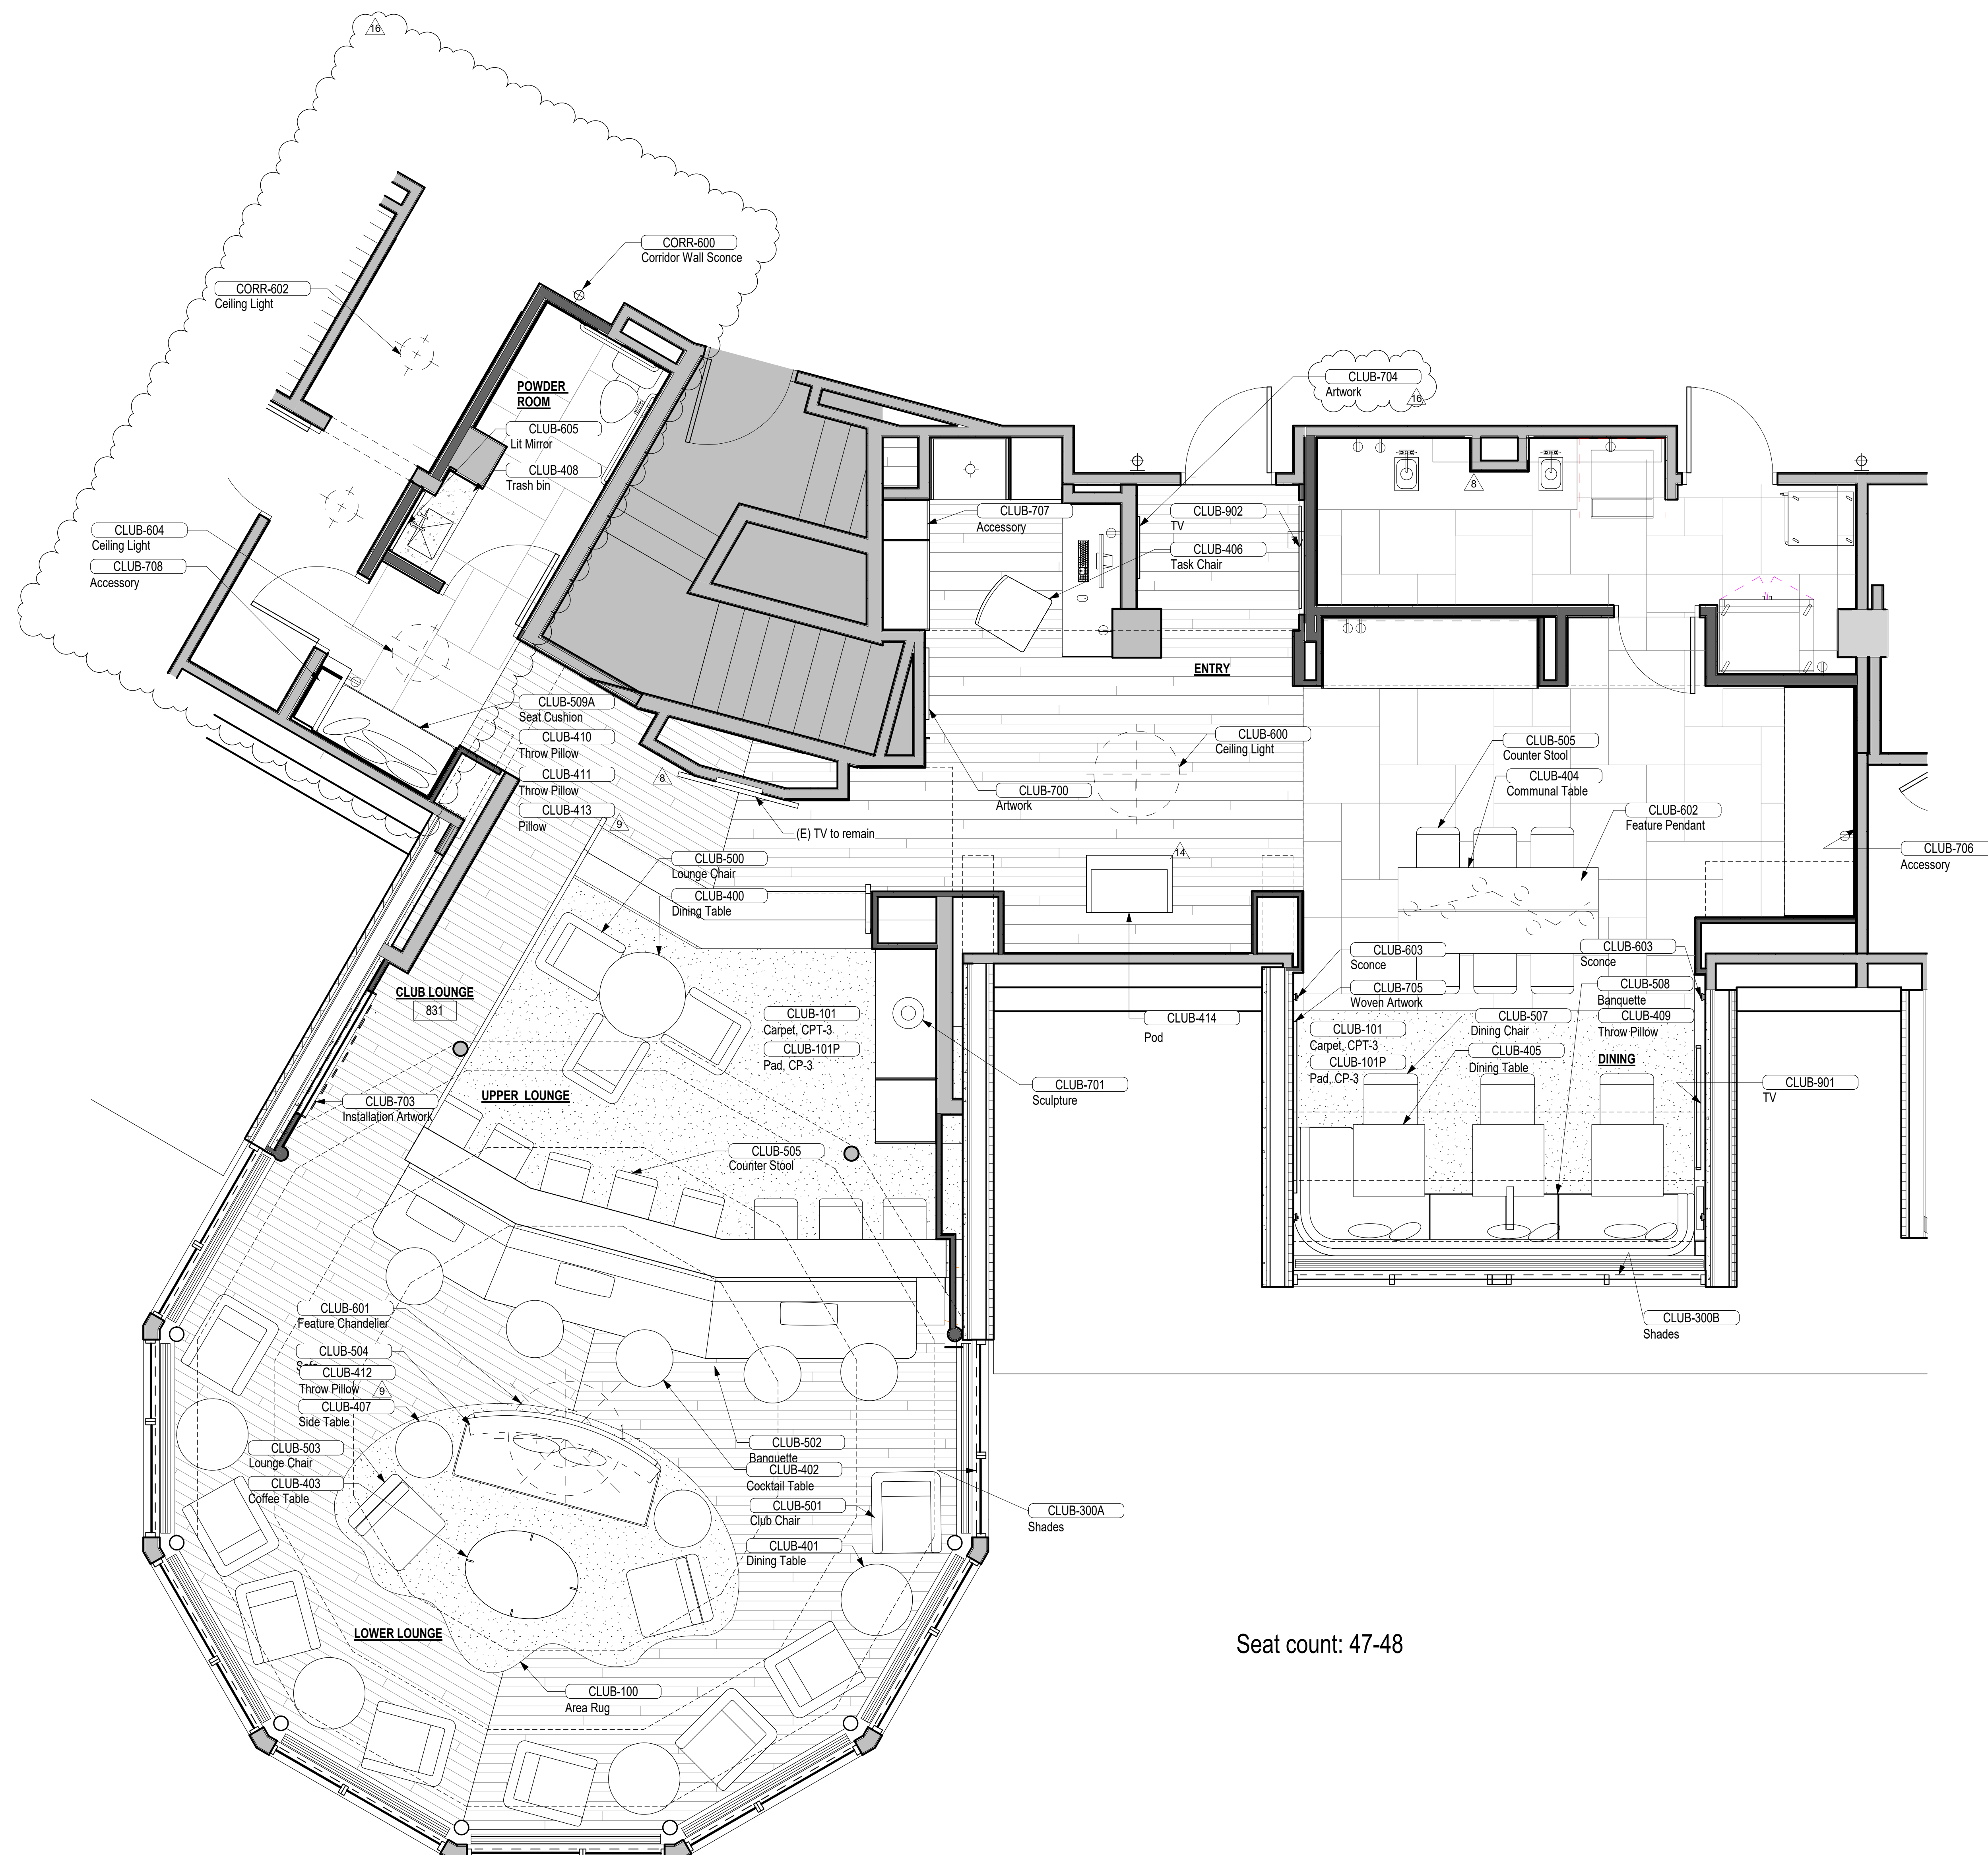 16
CORR-600
Corridor Wall Sconce
CORR-602
Ceiling Light
POWDER
ROOM
CLUB-605
Lit Mirror
CLUB-408
Trash bin
CLUB-604
Ceiling Light
CLUB-708
Accessory
CLUB-704
Artwork
16
8
CLUB-707
Accessory
CLUB-902
TV
CLUB-406
Task Chair
ENTRY
CLUB-509A
Seat Cushion
CLUB-410
Throw Pillow
CLUB-411
Throw Pillow
CLUB-413
Pillow
9
8
(E) TV to remain
CLUB-600
Ceiling Light
CLUB-700
Artwork
14
CLUB-505
Counter Stool
CLUB-404
Communal Table
CLUB-602
Feature Pendant
CLUB-706
Accessory
CLUB-500
Lounge Chair
CLUB-400
Dining Table
CLUB LOUNGE
831
CLUB-101
Carpet, CPT-3
CLUB-101P
Pad, CP-3
CLUB-414
Pod
CLUB-701
Sculpture
CLUB-603
Sconce
CLUB-705
Woven Artwork
CLUB-101
Carpet, CPT-3
CLUB-101P
Pad, CP-3
CLUB-603
Sconce
CLUB-508
Banquette
CLUB-409
Throw Pillow
CLUB-507
Dining Chair
CLUB-405
Dining Table
DINING
CLUB-901
TV
UPPER LOUNGE
CLUB-703
Installation Artwork
CLUB-505
Counter Stool
CLUB-300B
Shades
CLUB-601
Feature Chandelier
CLUB-504
Sofa
CLUB-412
Throw Pillow
9
CLUB-407
Side Table
CLUB-503
Lounge Chair
CLUB-403
Coffee Table
CLUB-502
Banquette
CLUB-402
Cocktail Table
CLUB-501
Club Chair
CLUB-401
Dining Table
CLUB-300A
Shades
LOWER LOUNGE
CLUB-100
Area Rug
Seat count: 47-48